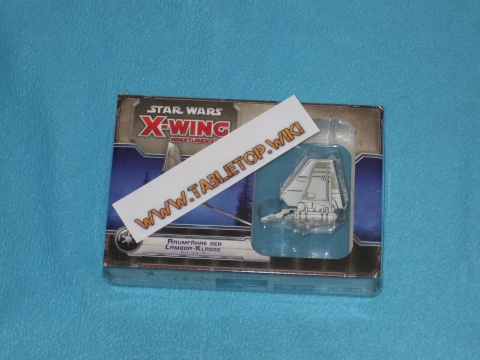 STAR WARS
X-WING
WWW.TABLETOP.WIKI
RAUMFÄHRE DER
LAMBDA-KLASSE